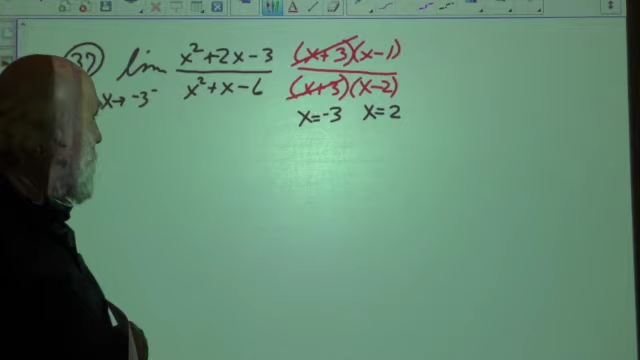 37 lim x→-3⁻ x²+2x-3 / x²+x-6 (x+3)(x-1) / (x+3)(x-2)
x=-3 x=2